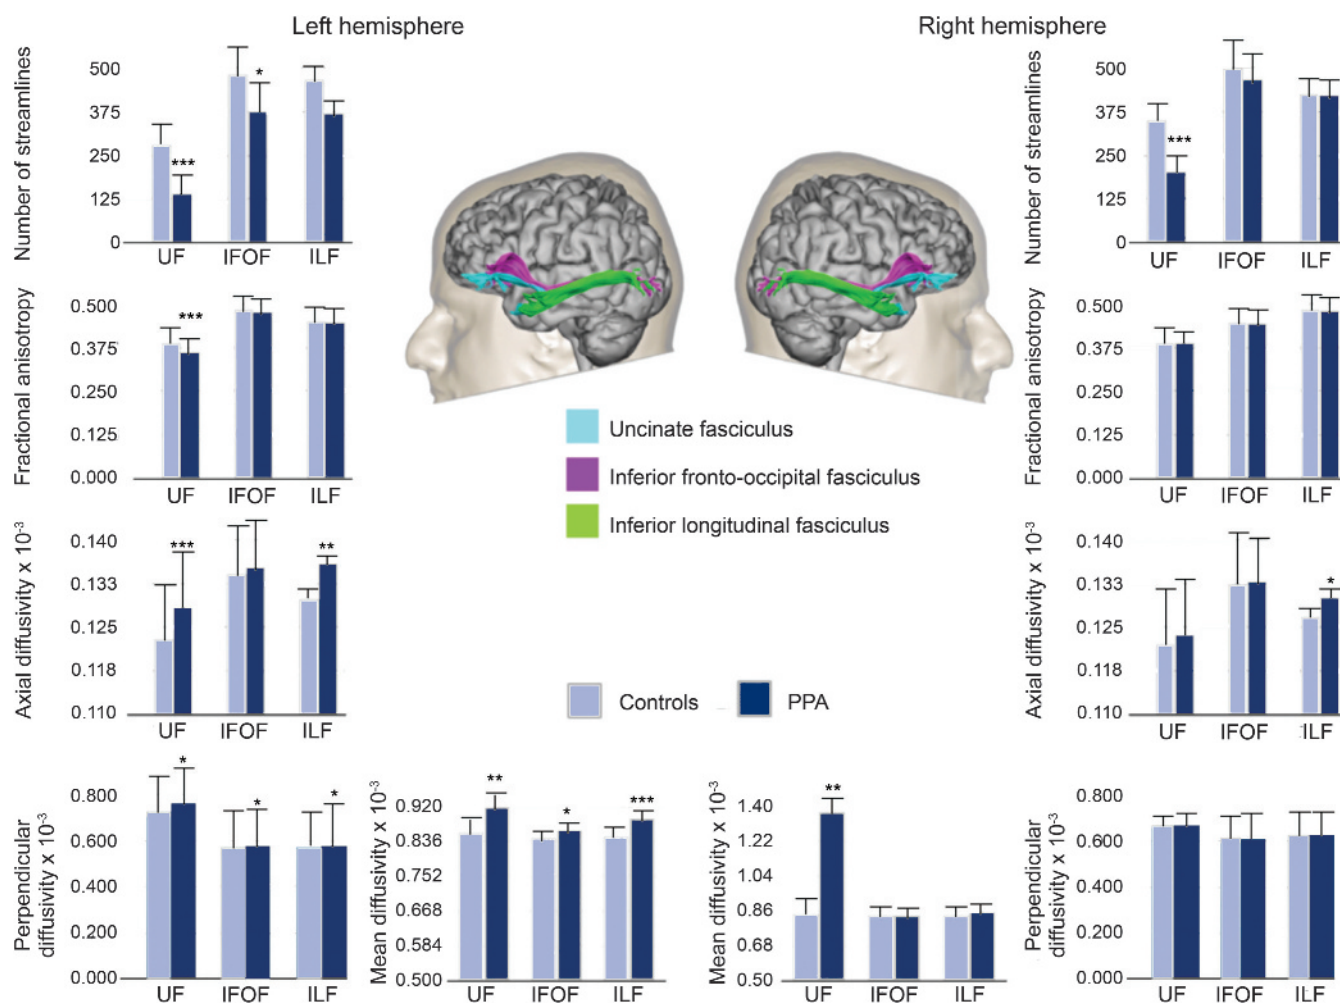 Left hemisphere
Right hemisphere
Number of streamlines
500
375
250
125
0
***
*
UF IFOF ILF
Number of streamlines
500
375
250
125
0
***
UF IFOF ILF
Fractional anisotropy
0.500
0.375
0.250
0.125
0.000
***
UF IFOF ILF
Fractional anisotropy
0.500
0.375
0.250
0.125
0.000
UF IFOF ILF
Uncinate fasciculus
Inferior fronto-occipital fasciculus
Inferior longitudinal fasciculus
Axial diffusivity x 10⁻³
0.140
0.133
0.125
0.118
0.110
***
**
UF IFOF ILF
Axial diffusivity x 10⁻³
0.140
0.133
0.125
0.118
0.110
*
UF IFOF ILF
Controls PPA
Perpendicular
diffusivity x 10⁻³
0.800
0.600
0.400
0.200
0.000
*
*
*
UF IFOF ILF
Mean diffusivity x 10⁻³
0.920
0.836
0.752
0.668
0.584
0.500
**
*
***
UF IFOF ILF
Mean diffusivity x 10⁻³
1.40
1.22
1.04
0.86
0.68
0.50
**
UF IFOF ILF
Perpendicular
diffusivity x 10⁻³
0.800
0.600
0.400
0.200
0.000
UF IFOF ILF